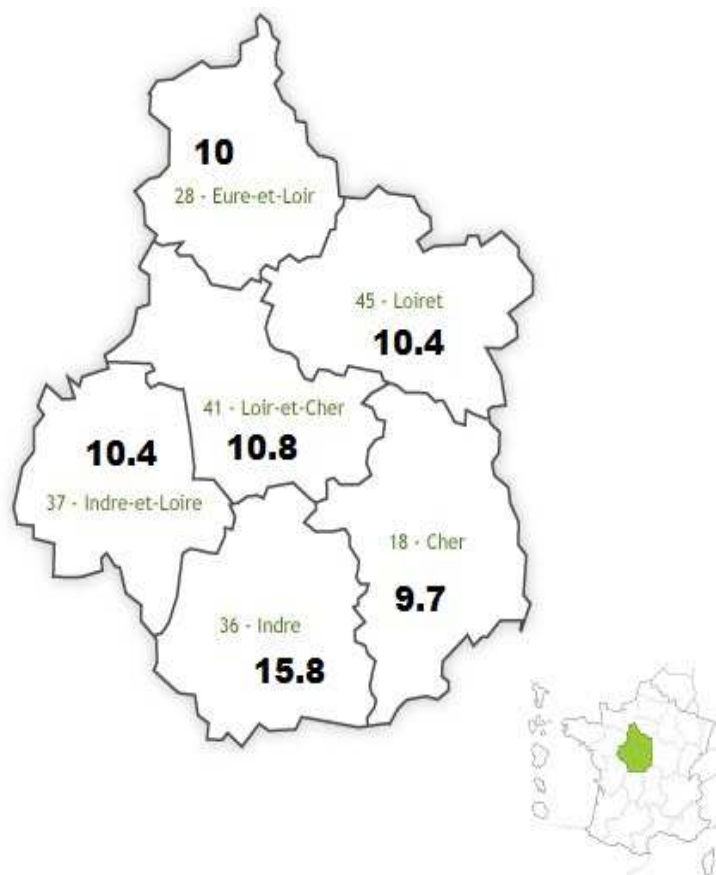 10
28 - Eure-et-Loir
45 - Loiret
10.4
41 - Loir-et-Cher
10.8
10.4
37 - Indre-et-Loire
18 - Cher
9.7
36 - Indre
15.8